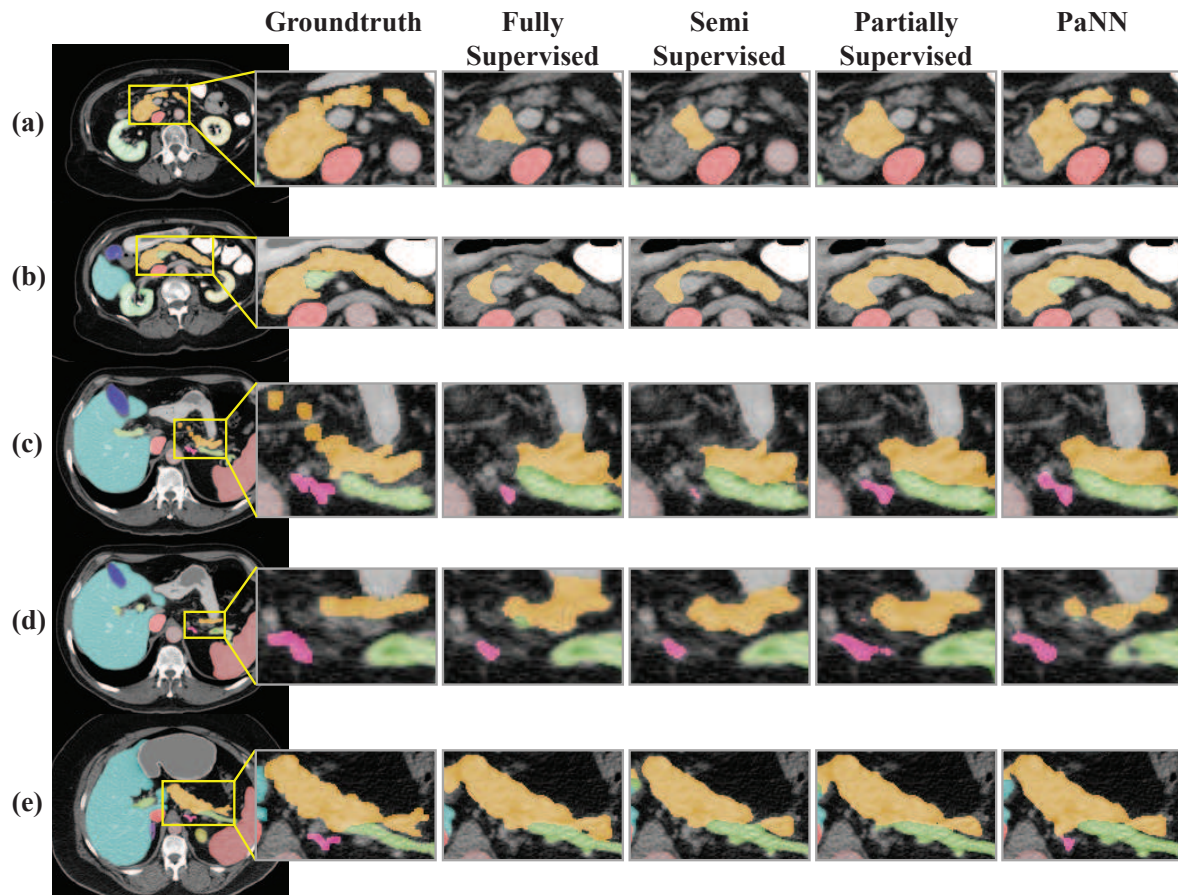 Groundtruth Fully Semi Partially PaNN
Supervised Supervised Supervised
(a)
(b)
(c)
(d)
(e)